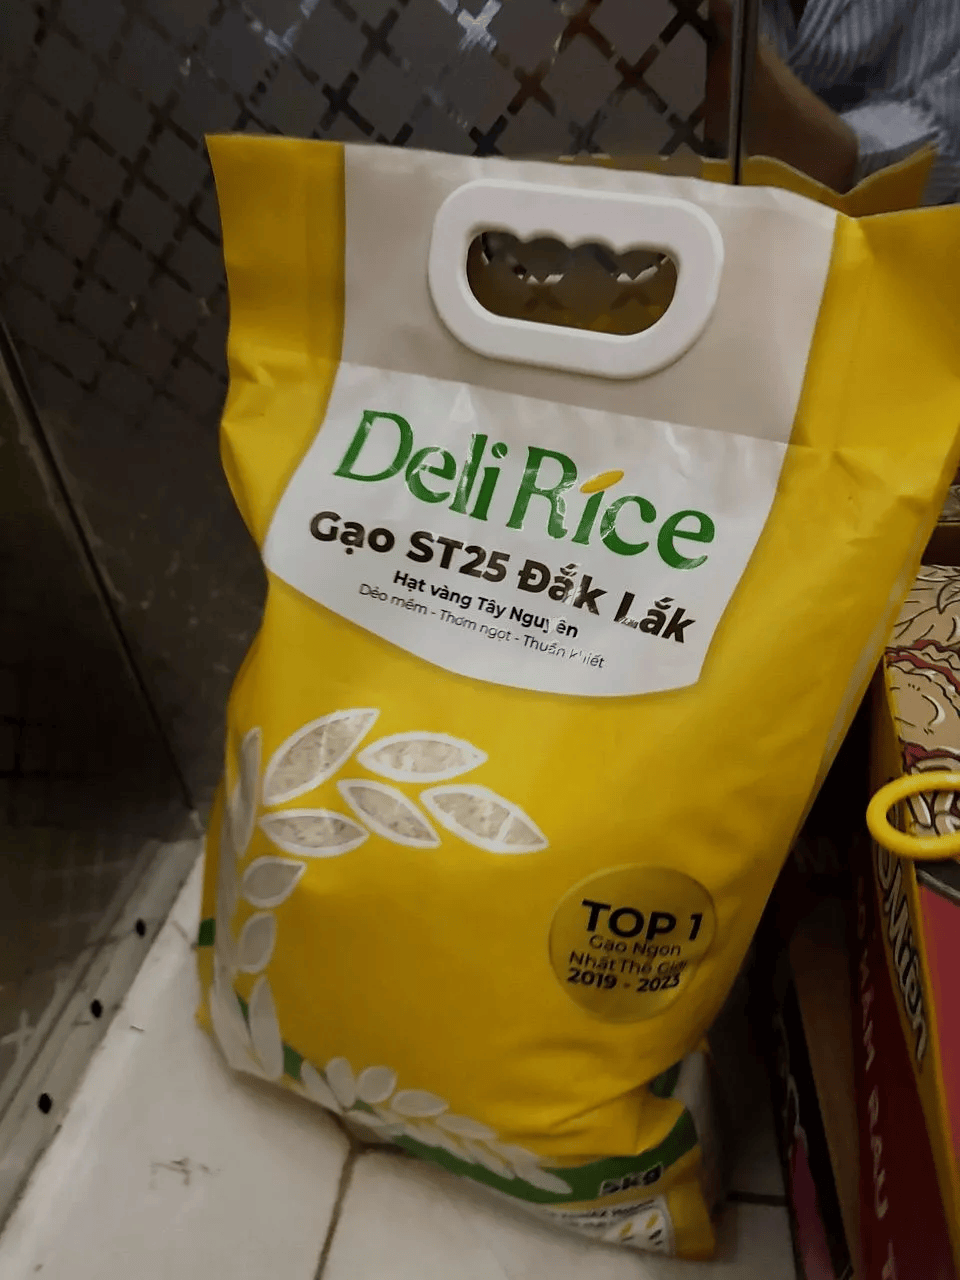 Deli Rice
Gạo ST25 Đắk Lắk
Hạt vàng Tây Nguyên
Dẻo mềm - Thơm ngọt - Thuần khiết
TOP 1
Gạo Ngon
Nhất Thế Giới
2019 - 2023
5kg